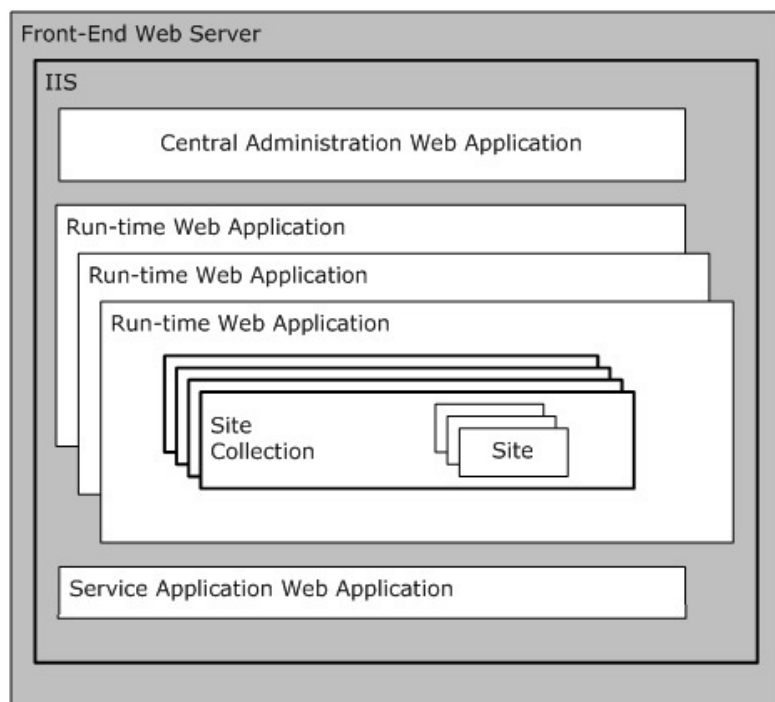 Front-End Web Server
IIS
Central Administration Web Application
Run-time Web Application
Run-time Web Application
Run-time Web Application
Site
Collection
Site
Service Application Web Application